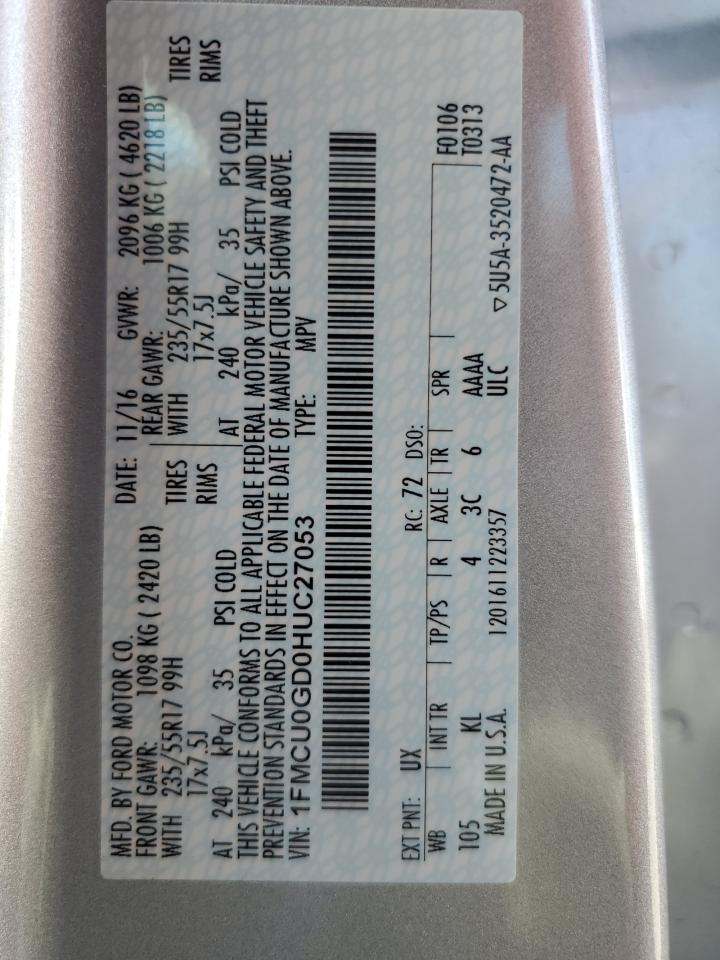 MFD. BY FORD MOTOR CO.
DATE: 11/16 GVWR: 2096 KG ( 4620 LB)
FRONT GAWR: 1098 KG ( 2420 LB) REAR GAWR: 1006 KG ( 2218 LB)
WITH 235/55R17 99H TIRES WITH 235/55R17 99H TIRES
17x7.5J RIMS 17x7.5J RIMS
AT 240 kPa/ 35 PSI COLD AT 240 kPa/ 35 PSI COLD
THIS VEHICLE CONFORMS TO ALL APPLICABLE FEDERAL MOTOR VEHICLE SAFETY AND THEFT
PREVENTION STANDARDS IN EFFECT ON THE DATE OF MANUFACTURE SHOWN ABOVE.
VIN: 1FMCU0GD0HUC27053 TYPE: MPV
EXT PNT: UX RC: 72 DSO:
WB INT TR TP/PS R AXLE TR SPR F0106
T0313
105 KL 4 3C 6 AAAA
MADE IN U.S.A. 1201611223357 ULC ▽5U5A-3520472-AA